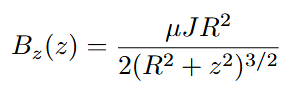 B_z(z) = \frac{\mu J R^2}{2(R^2 + z^2)^{3/2}}